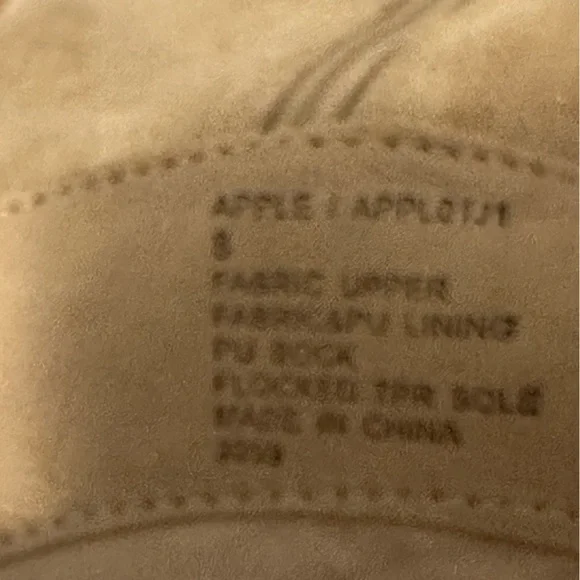 APPLE /
FABRIC UPPER
FABRIC&PU LINING
PU SOCK
FLOCKED TPR SOLE
MADE IN CHINA